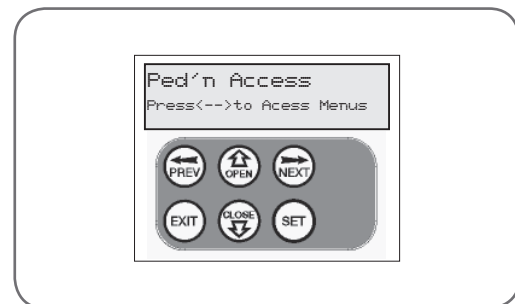 Ped´n Access
Press<-->to Acess Menus
PREV OPEN NEXT
EXIT CLOSE SET